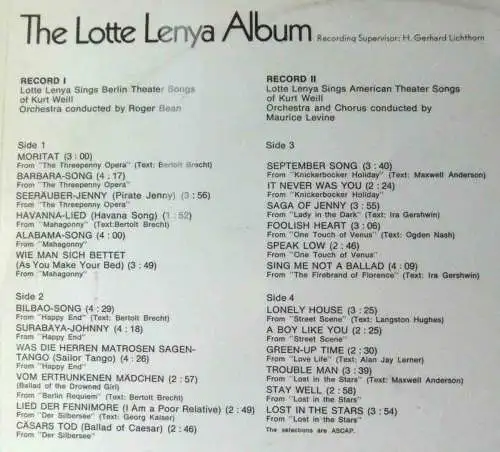 The Lotte Lenya Album Recording Supervisor: H. Gerhard Lichthorn
RECORD I
Lotte Lenya Sings Berlin Theater Songs
of Kurt Weill
Orchestra conducted by Roger Bean
Side 1
MORITAT (3:00)
From "The Threepenny Opera" (Text: Bertolt Brecht)
BARBARA-SONG (4:17)
From "The Threepenny Opera"
SEERÄUBER-JENNY (Pirate Jenny) (3:56)
From "The Threepenny Opera"
HAVANNA-LIED (Havana Song) (1:52)
From "Mahagonny" (Text:Bertolt Brecht)
ALABAMA-SONG (4:00)
From "Mahagonny"
WIE MAN SICH BETTET
(As You Make Your Bed) (3:49)
From "Mahagonny"
Side 2
BILBAO-SONG (4:29)
From "Happy End" (Text: Bertolt Brecht)
SURABAYA-JOHNNY (4:18)
From "Happy End"
WAS DIE HERREN MATROSEN SAGEN-
TANGO (Sailor Tango) (4:26)
From "Happy End"
VOM ERTRUNKENEN MÄDCHEN (2:57)
(Ballad of the Drowned Girl)
From "Berlin Requiem" (Text: Bertolt Brecht)
LIED DER FENNIMORE (I Am a Poor Relative) (2:49)
From "Der Silbersee" (Text: Georg Kaiser)
CÄSARS TOD (Ballad of Caesar) (2:46)
From "Der Silbersee"
RECORD II
Lotte Lenya Sings American Theater Songs
of Kurt Weill
Orchestra and Chorus conducted by
Maurice Levine
Side 3
SEPTEMBER SONG (3:40)
From "Knickerbocker Holiday" (Text: Maxwell Anderson)
IT NEVER WAS YOU (2:24)
From "Knickerbocker Holiday"
SAGA OF JENNY (3:55)
From "Lady in the Dark" (Text: Ira Gershwin)
FOOLISH HEART (3:06)
From "One Touch of Venus" (Text: Ogden Nash)
SPEAK LOW (2:46)
From "One Touch of Venus"
SING ME NOT A BALLAD (4:09)
From "The Firebrand of Florence" (Text: Ira Gershwin)
Side 4
LONELY HOUSE (3:25)
From "Street Scene" (Text: Langston Hughes)
A BOY LIKE YOU (2:25)
From "Street Scene"
GREEN-UP TIME (2:30)
From "Love Life" (Text: Alan Jay Lerner)
TROUBLE MAN (3:39)
From "Lost in the Stars" (Text: Maxwell Anderson)
STAY WELL (2:58)
From "Lost in the Stars"
LOST IN THE STARS (3:54)
From "Lost in the Stars"
The selections are ASCAP.